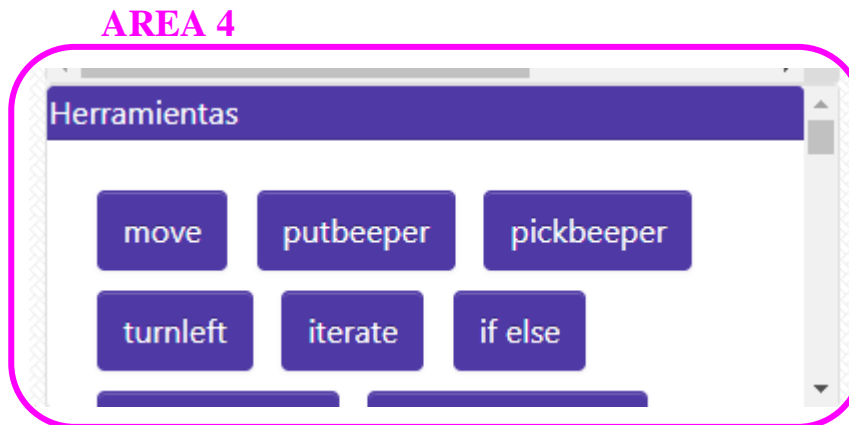 AREA 4
Herramientas
move putbeeper pickbeeper
turnleft iterate if else